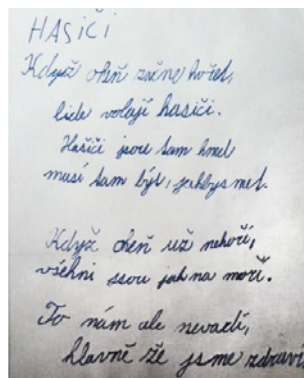 HASIČI
Když oheň začne hořet,
lidé volají hasiči.
Hasiči jsou tam hned
musí tam být, jakbysmet.
Když oheň už nehoří,
všichni jsou jak na moři.
To nám ale nevadí,
hlavně že jsme zdraví